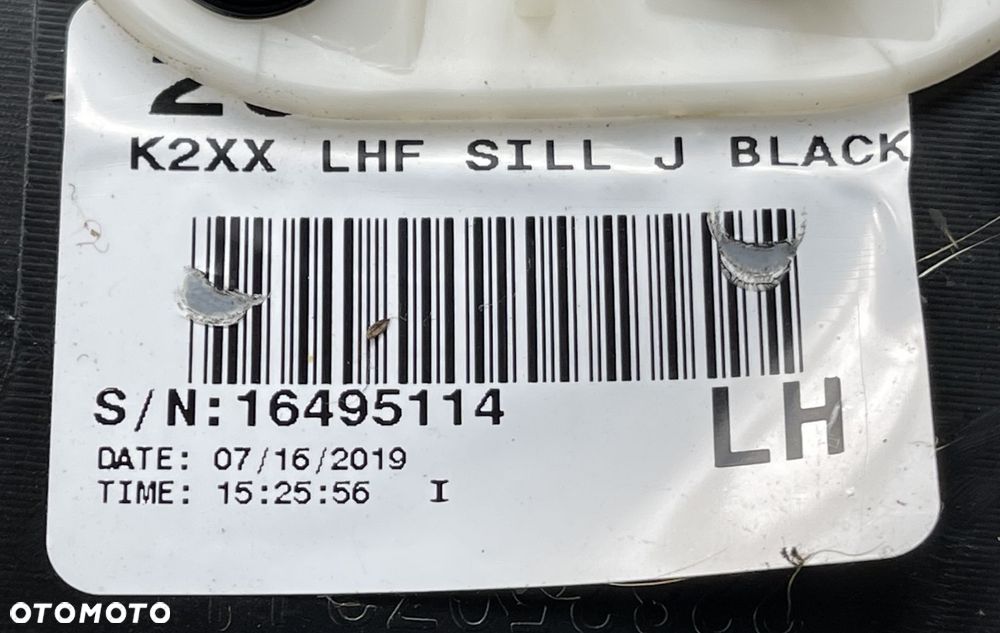 K2XX LHF SILL J BLACK
S/N:16495114
LH
DATE: 07/16/2019
TIME: 15:25:56 I
OTOMOTO